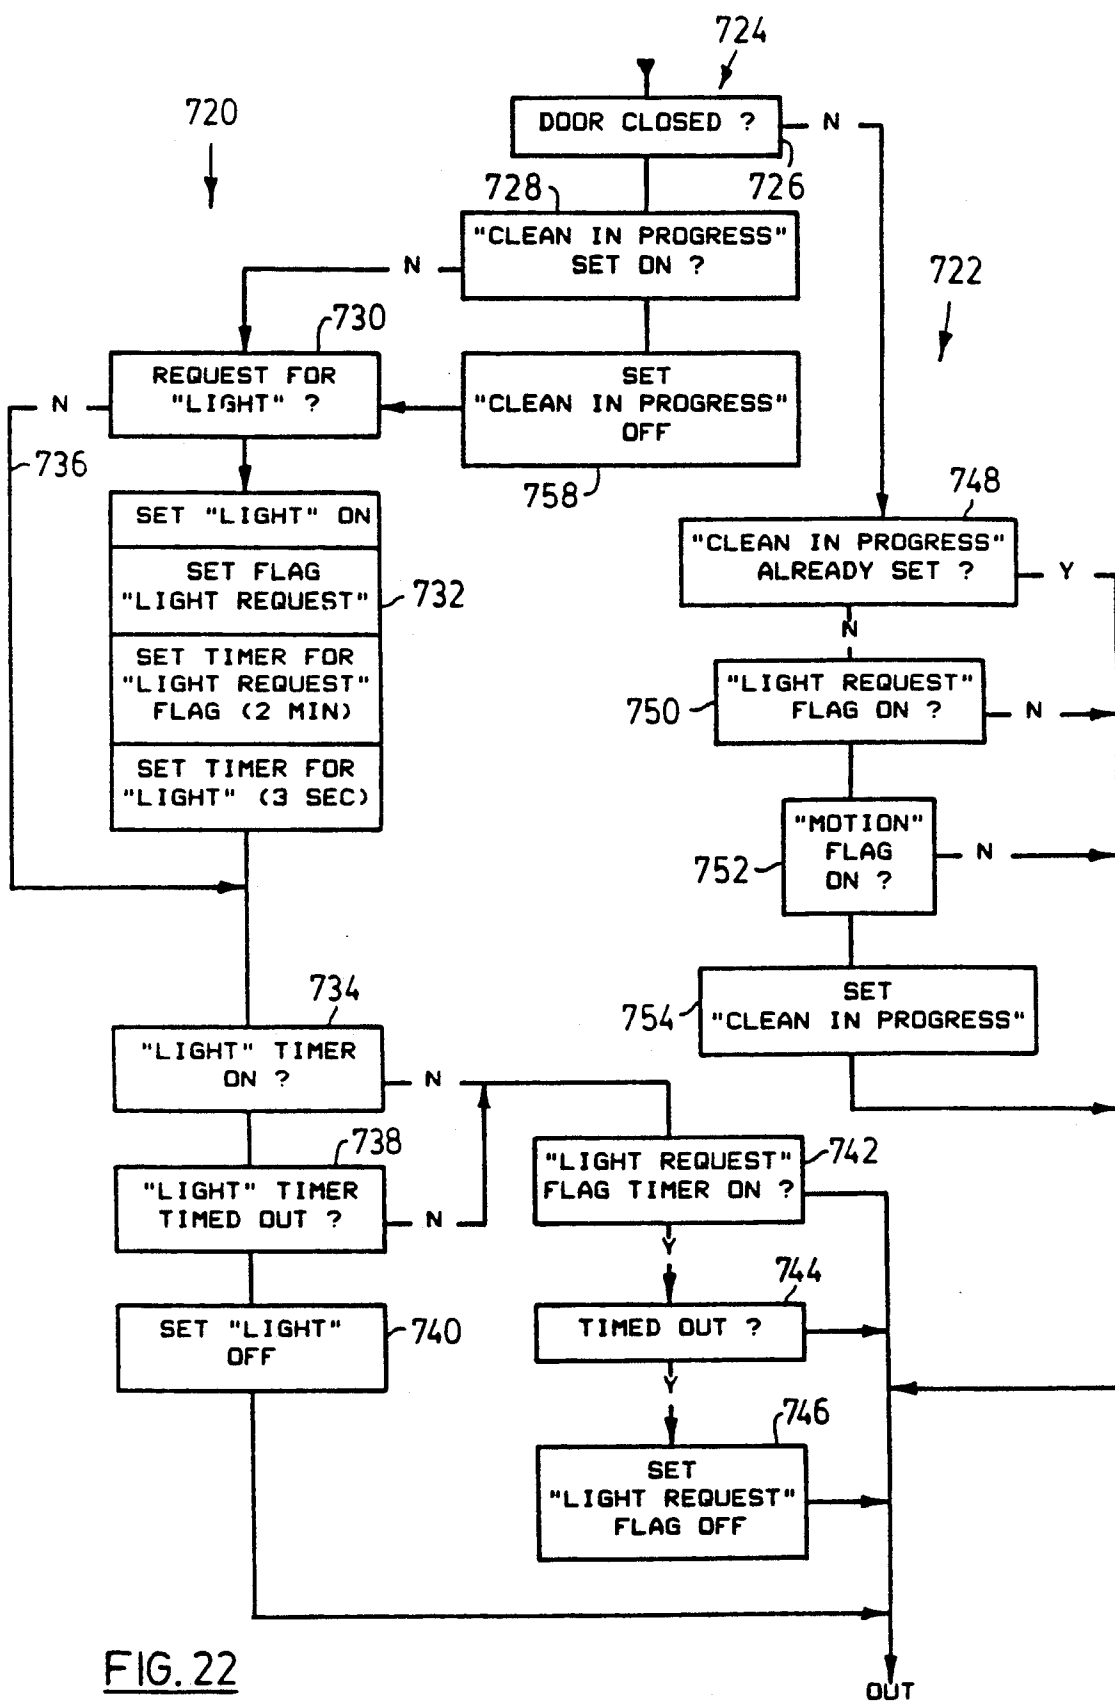 724
720
DOOR CLOSED ?
N
726
728
"CLEAN IN PROGRESS"
SET ON ?
N
722
730
REQUEST FOR
"LIGHT" ?
N
SET
"CLEAN IN PROGRESS"
OFF
736
758
748
SET "LIGHT" ON
"CLEAN IN PROGRESS"
ALREADY SET ?
Y
SET FLAG
"LIGHT REQUEST"
732
N
SET TIMER FOR
"LIGHT REQUEST"
FLAG (2 MIN)
"LIGHT REQUEST"
FLAG ON ?
750
N
SET TIMER FOR
"LIGHT" (3 SEC)
"MOTION"
FLAG
ON ?
752
N
734
SET
"CLEAN IN PROGRESS"
754
"LIGHT" TIMER
ON ?
N
738
"LIGHT REQUEST"
FLAG TIMER ON ?
742
"LIGHT" TIMER
TIMED OUT ?
N
Y
744
SET "LIGHT"
OFF
740
TIMED OUT ?
Y
746
SET
"LIGHT REQUEST"
FLAG OFF
FIG. 22
OUT